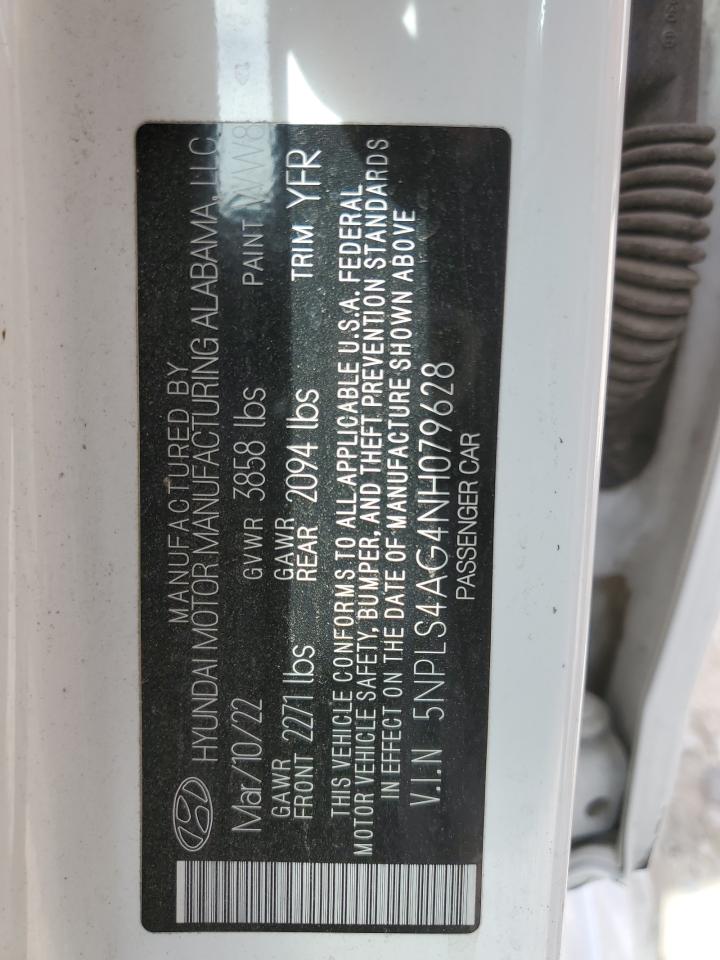 MANUFACTURED BY
HYUNDAI MOTOR MANUFACTURING ALABAMA, LLC
Mar/10/22 GVWR 3858 lbs PAINT WW8
GAWR FRONT 2271 lbs GAWR REAR 2094 lbs TRIM YFR
THIS VEHICLE CONFORMS TO ALL APPLICABLE U.S.A. FEDERAL
MOTOR VEHICLE SAFETY, BUMPER, AND THEFT PREVENTION STANDARDS
IN EFFECT ON THE DATE OF MANUFACTURE SHOWN ABOVE
V.I.N 5NPLS4AG4NH079628
PASSENGER CAR